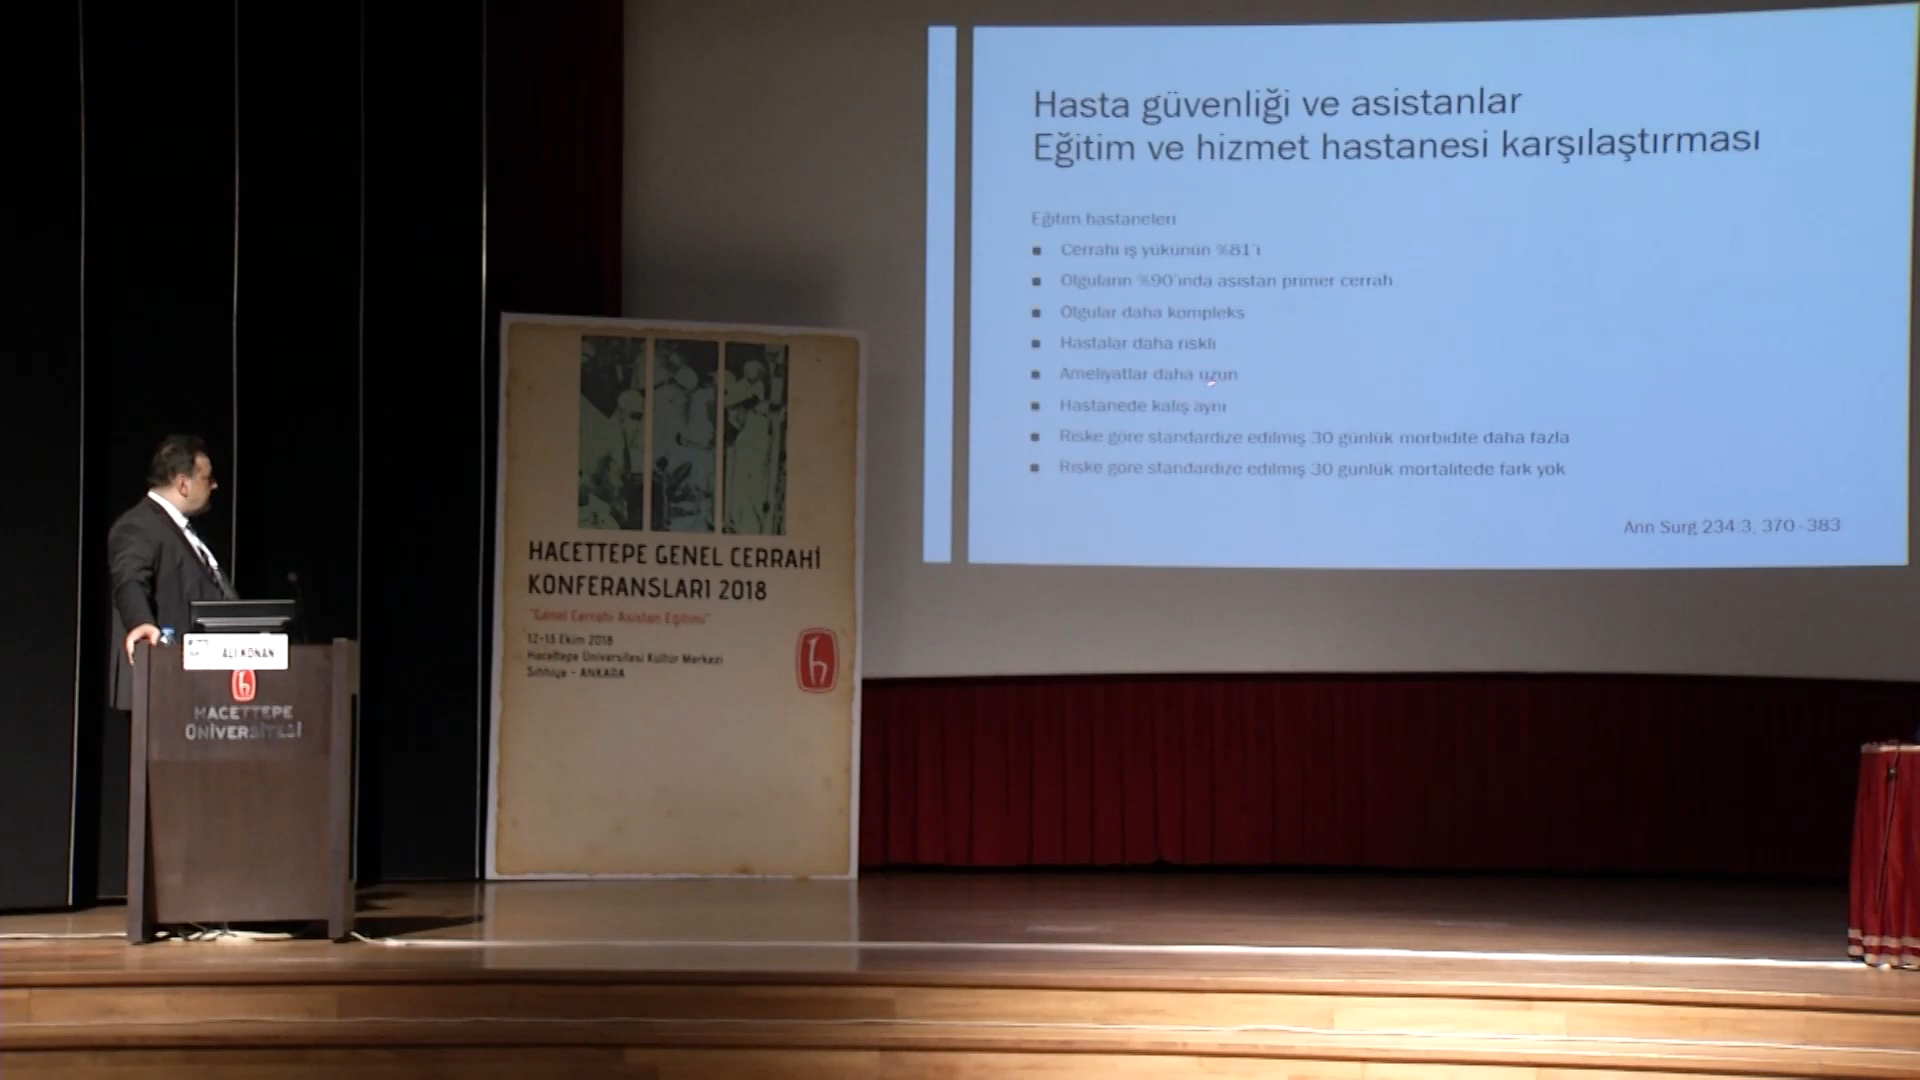 Hasta güvenliği ve asistanlar
Eğitim ve hizmet hastanesi karşılaştırması
Eğitim hastaneleri
Cerrahi iş yükünün %81'i
Olguların %90'ında asistan primer cerrah
Olgular daha kompleks
Hastalar daha riskli
Ameliyatlar daha uzun
Hastanede kalış aynı
Riske göre standardize edilmiş 30 günlük morbidite daha fazla
Riske göre standardize edilmiş 30 günlük mortalitede fark yok
Ann Surg 234:3, 370-383
HACETTEPE GENEL CERRAHİ
KONFERANSLARI 2018
"Genel Cerrahi Asistan Eğitimi"
12-13 Ekim 2018
Hacettepe Üniversitesi Kültür Merkezi
Sıhhiye - ANKARA
ALİ KONAN
HACETTEPE
ÜNİVERSİTESİ